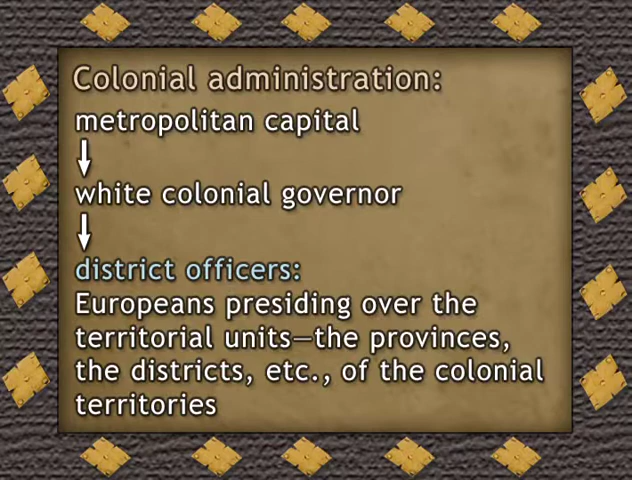 Colonial administration:
metropolitan capital
white colonial governor
district officers:
Europeans presiding over the
territorial units—the provinces,
the districts, etc., of the colonial
territories